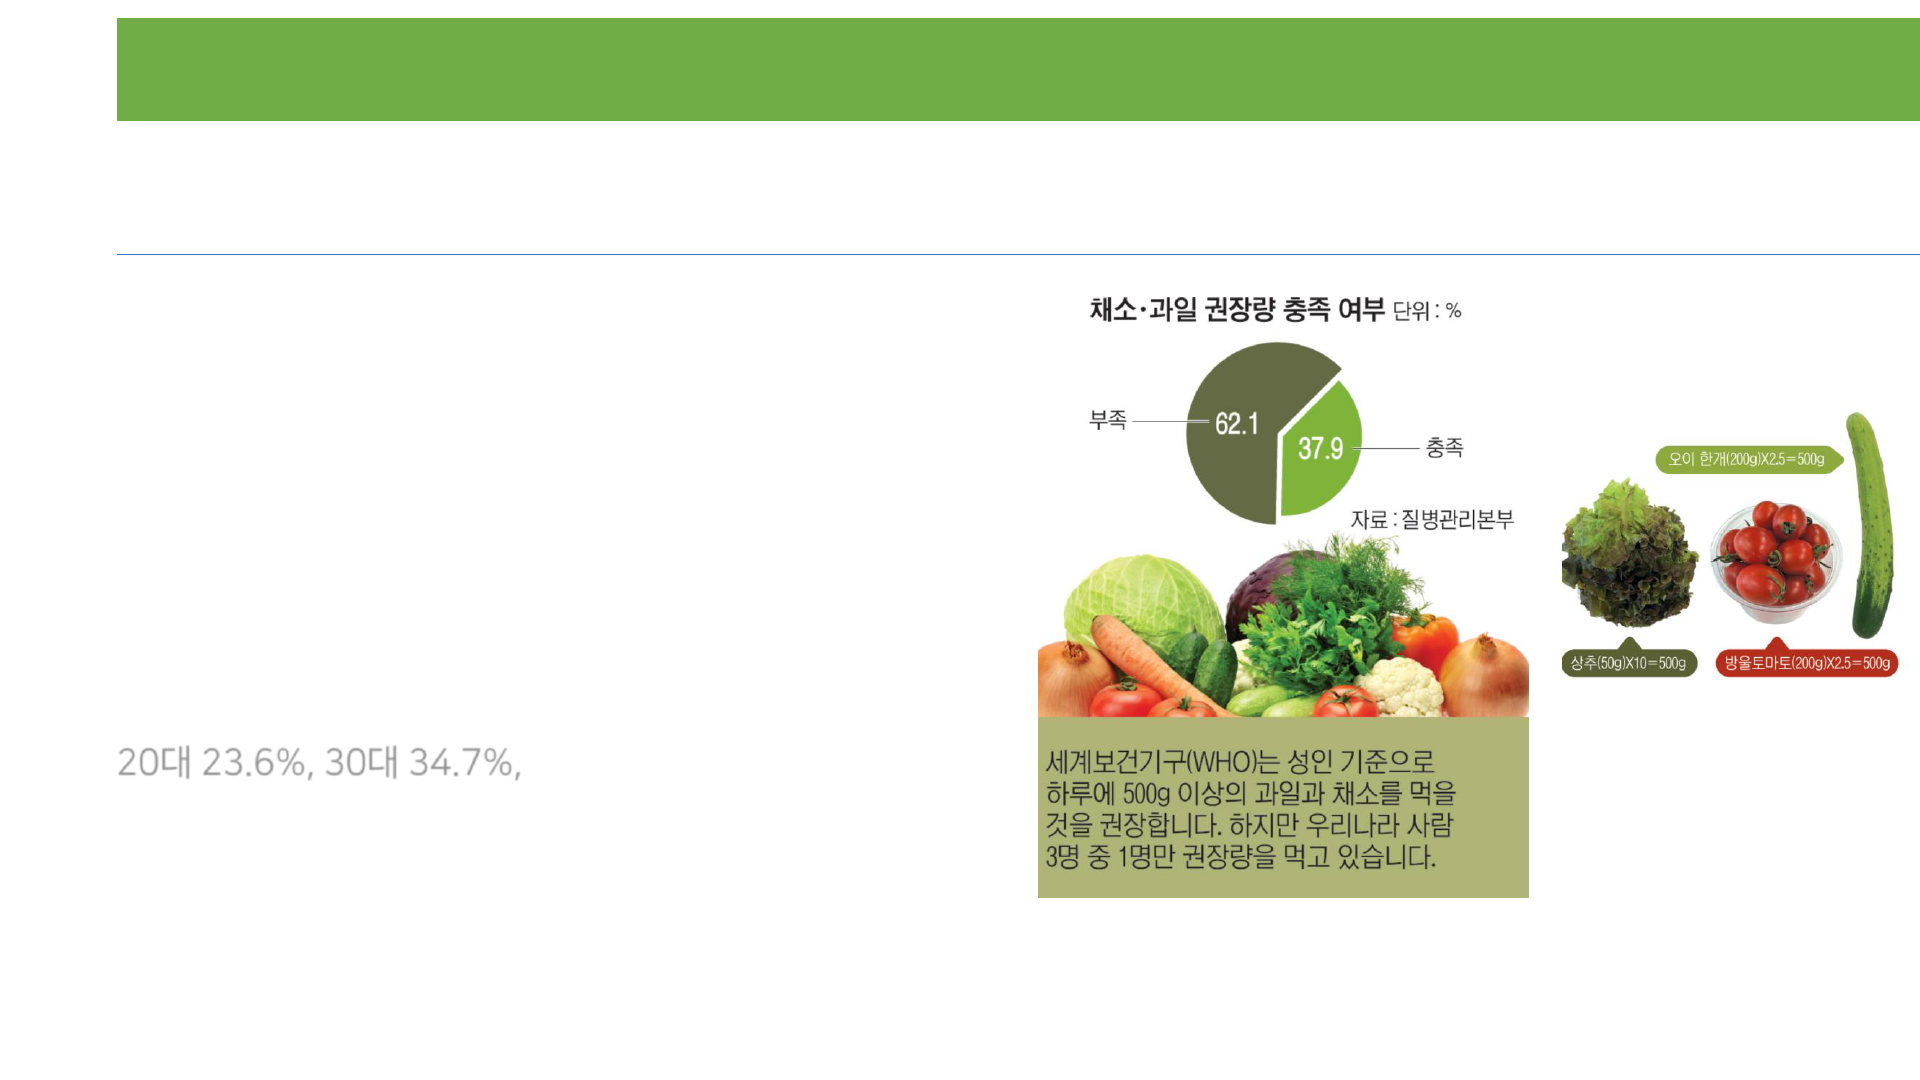 20대 23.6%, 30대 34.7%,
채소·과일 권장량 충족 여부 단위 : %
부족
62.1
37.9
충족
자료 : 질병관리본부
세계보건기구(WHO)는 성인 기준으로
하루에 500g 이상의 과일과 채소를 먹을
것을 권장합니다. 하지만 우리나라 사람
3명 중 1명만 권장량을 먹고 있습니다.
오이 한개(200g)X2.5=500g
상추(50g)X10=500g
방울토마토(200g)X2.5=500g